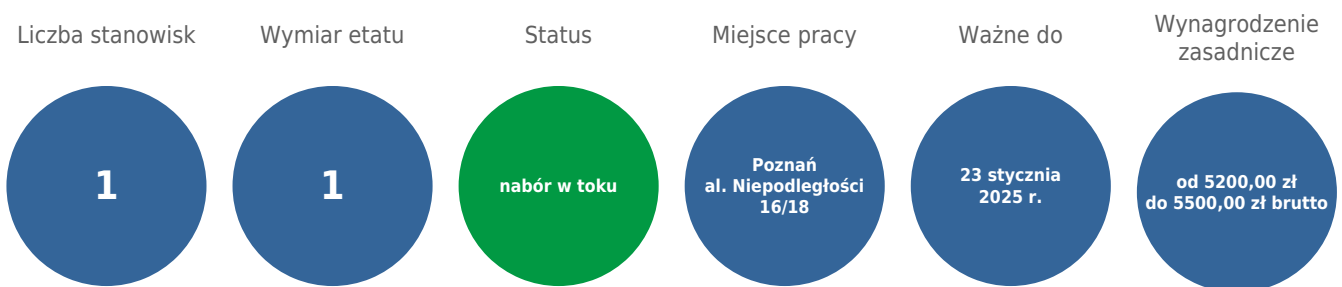 Liczba stanowisk
1
Wymiar etatu
1
Status
nabór w toku
Miejsce pracy
Poznań
al. Niepodległości
16/18
Ważne do
23 stycznia
2025 r.
Wynagrodzenie
zasadnicze
od 5200,00 zł
do 5500,00 zł brutto